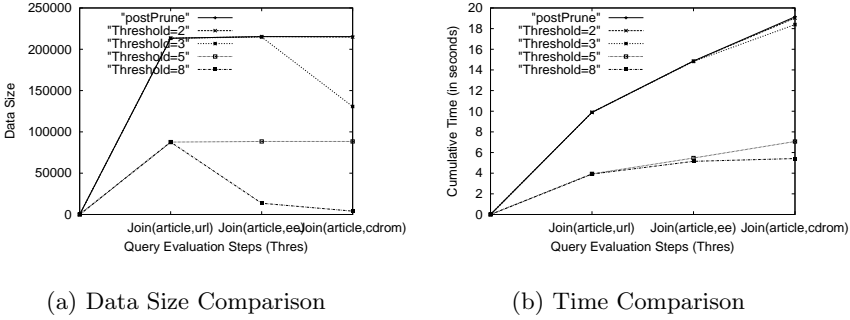 250000
200000
150000
100000
50000
0
Data Size
"postPrune"
"Threshold=2"
"Threshold=3"
"Threshold=5"
"Threshold=8"
Join(article,url) Join(article,ee) Join(article,cdrom)
Query Evaluation Steps (Thres)
(a) Data Size Comparison
20
18
16
14
12
10
8
6
4
2
0
Cumulative Time (in seconds)
"postPrune"
"Threshold=2"
"Threshold=3"
"Threshold=5"
"Threshold=8"
Join(article,url) Join(article,ee) Join(article,cdrom)
Query Evaluation Steps (Thres)
(b) Time Comparison